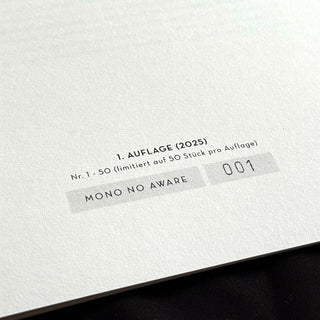 1. AUFLAGE (2025)
Nr. 1 - 50 (limitiert auf 50 Stück pro Auflage)
MONO NO AWARE 001